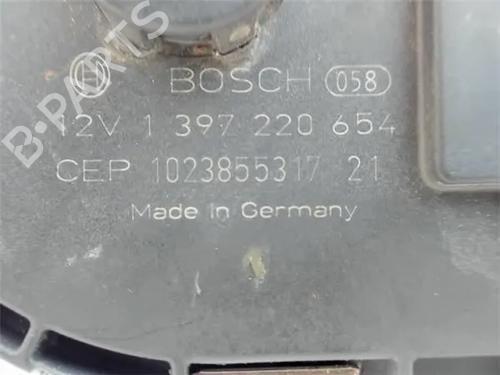 BOSCH 058
12V 1 397 220 654
CEP 1023855317 21
Made in Germany
B-PARTS